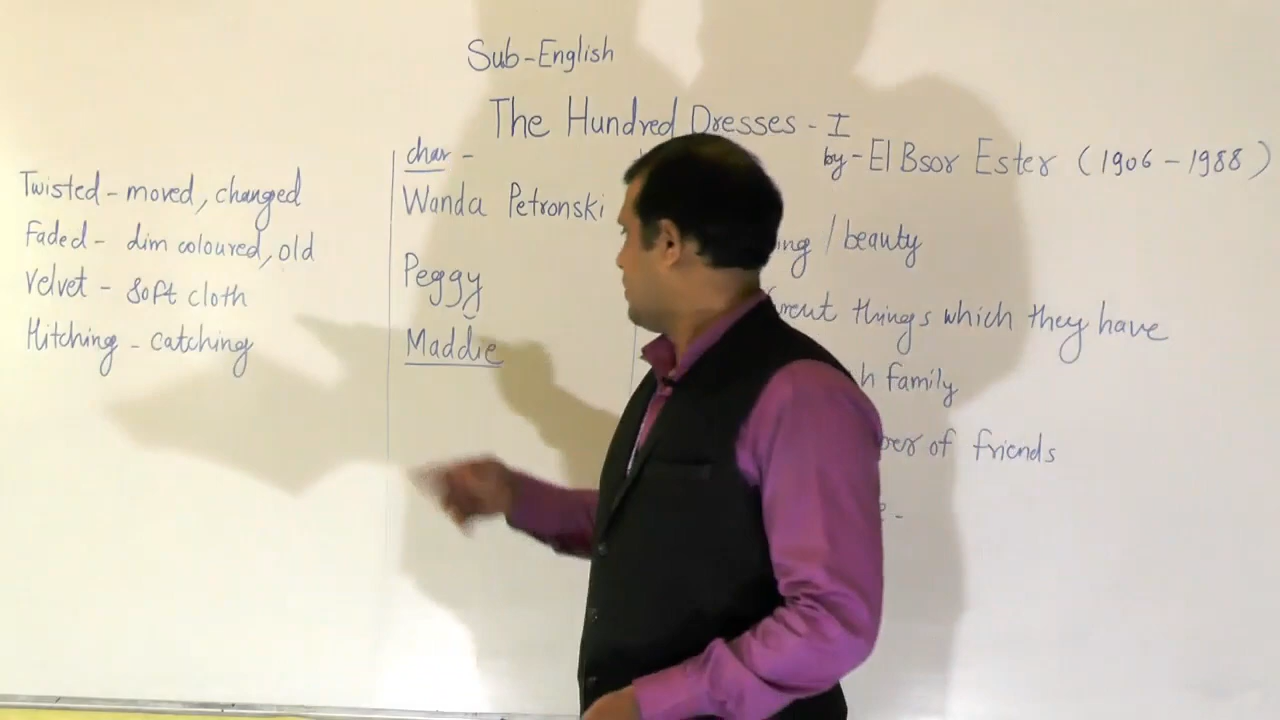 Sub-English
The Hundred Dresses - I
by - El Bsor Ester (1906 - 1988)
Twisted - moved, changed
Faded - dim coloured, old
Velvet - soft cloth
Hitching - catching
char -
Wanda Petronski
Peggy
Maddie
/ beauty
things which they have
family
of friends